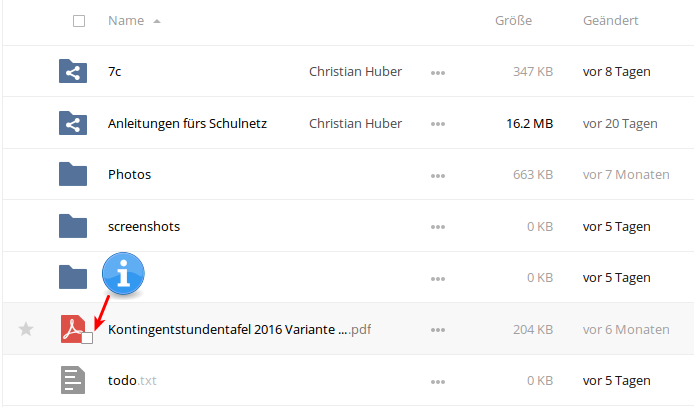 Name Größe Geändert
7c Christian Huber ••• 347 KB vor 8 Tagen
Anleitungen fürs Schulnetz Christian Huber ••• 16.2 MB vor 20 Tagen
Photos ••• 663 KB vor 7 Monaten
screenshots ••• 0 KB vor 5 Tagen
i ••• 0 KB vor 5 Tagen
Kontingentstundentafel 2016 Variante ....pdf ••• 204 KB vor 6 Monaten
todo.txt ••• 0 KB vor 5 Tagen